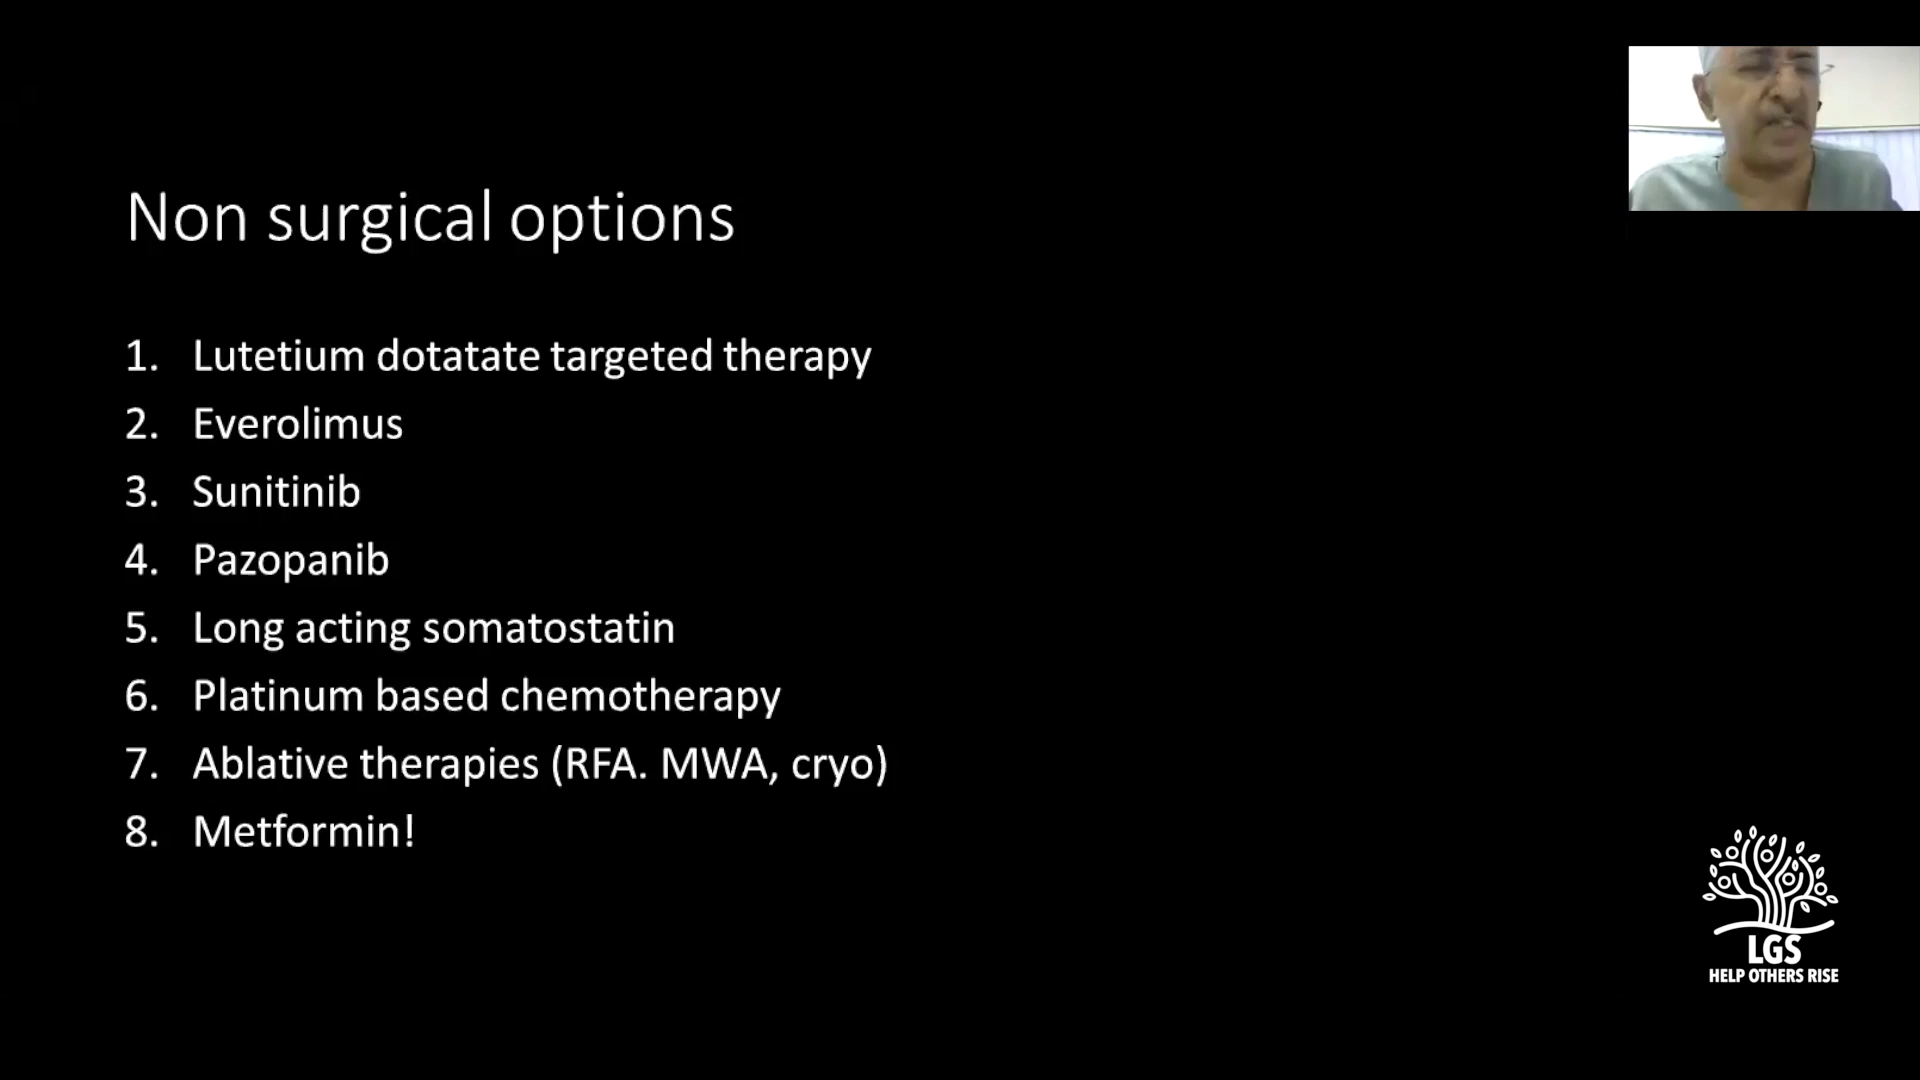 Non surgical options
1. Lutetium dotatate targeted therapy
2. Everolimus
3. Sunitinib
4. Pazopanib
5. Long acting somatostatin
6. Platinum based chemotherapy
7. Ablative therapies (RFA. MWA, cryo)
8. Metformin!
LGS
HELP OTHERS RISE